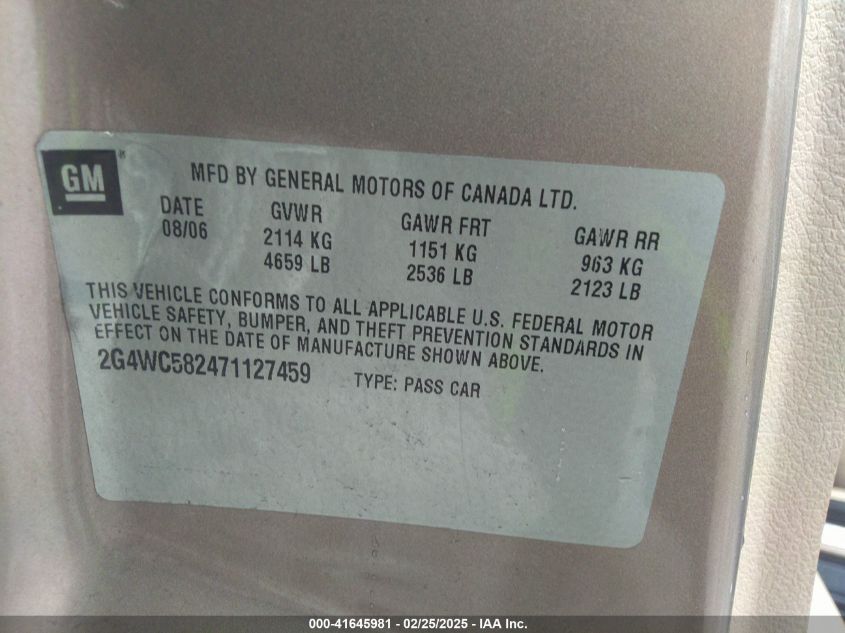 GM
MFD BY GENERAL MOTORS OF CANADA LTD.
DATE GVWR GAWR FRT GAWR RR
08/06 2114 KG 1151 KG 963 KG
4659 LB 2536 LB 2123 LB
THIS VEHICLE CONFORMS TO ALL APPLICABLE U.S. FEDERAL MOTOR
VEHICLE SAFETY, BUMPER, AND THEFT PREVENTION STANDARDS IN
EFFECT ON THE DATE OF MANUFACTURE SHOWN ABOVE.
2G4WC582471127459 TYPE: PASS CAR
000-41645981 / 02/25/2025 - IAA Inc.